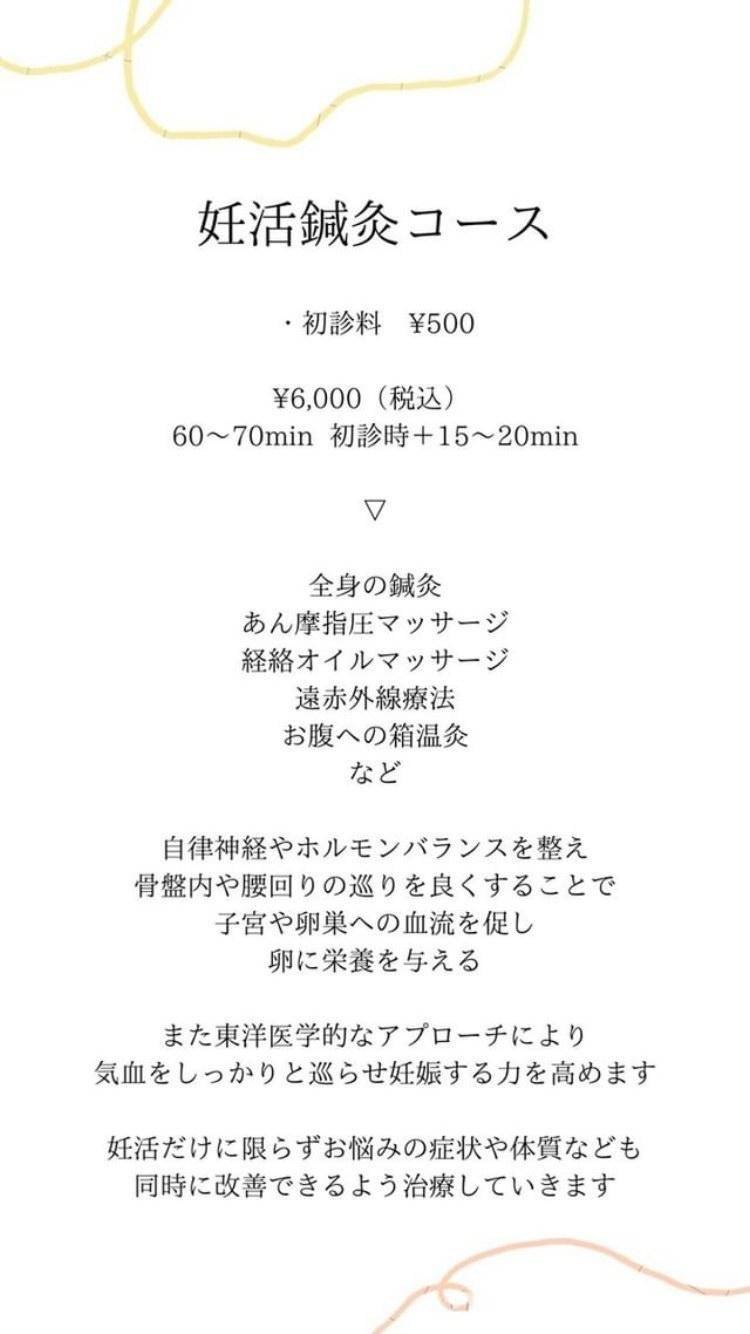 妊活鍼灸コース
・初診料　¥500
¥6,000（税込）
60〜70min 初診時＋15〜20min
▽
全身の鍼灸
あん摩指圧マッサージ
経絡オイルマッサージ
遠赤外線療法
お腹への箱温灸
など
自律神経やホルモンバランスを整え
骨盤内や腰回りの巡りを良くすることで
子宮や卵巣への血流を促し
卵に栄養を与える
また東洋医学的なアプローチにより
気血をしっかりと巡らせ妊娠する力を高めます
妊活だけに限らずお悩みの症状や体質なども
同時に改善できるよう治療していきます